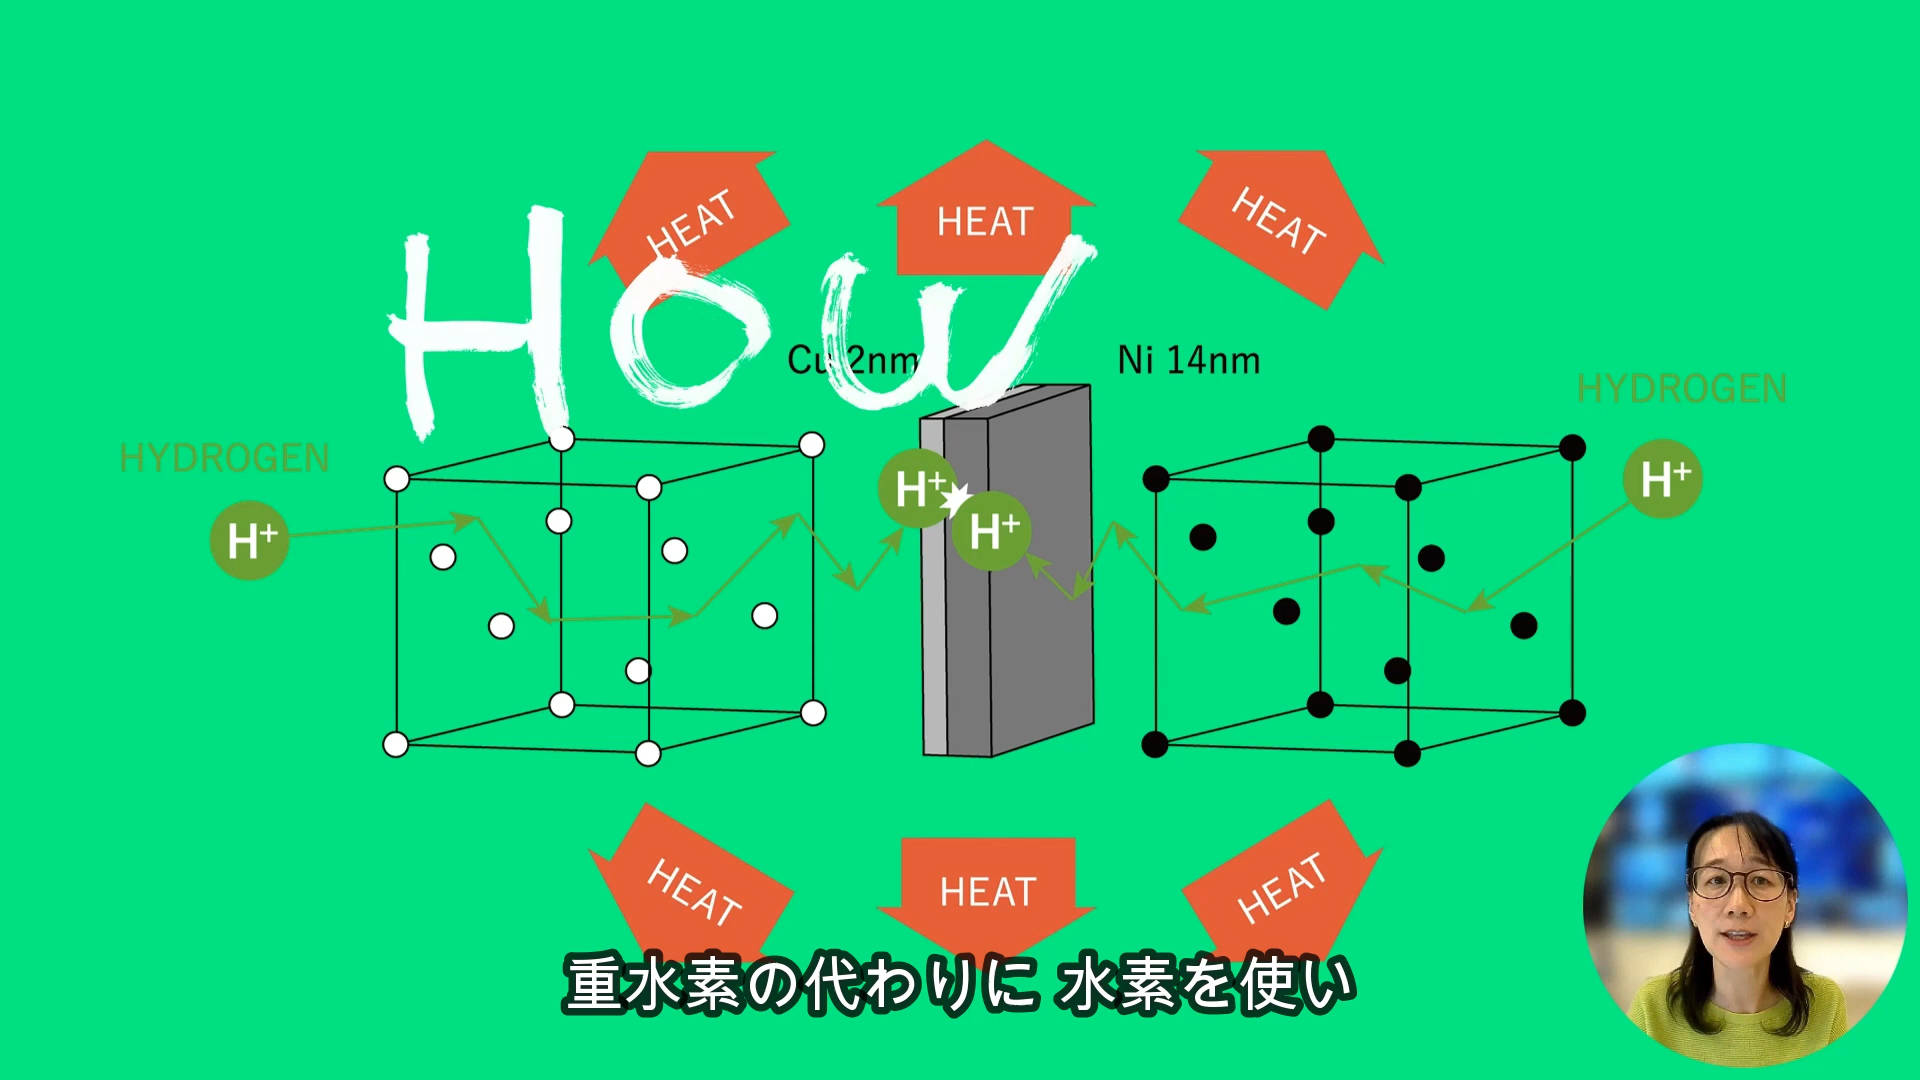 HEAT
HEAT
HEAT
How
Cu 2nm
Ni 14nm
HYDROGEN
HYDROGEN
H+
H+
H+
H+
HEAT
HEAT
HEAT
重水素の代わりに 水素を使い